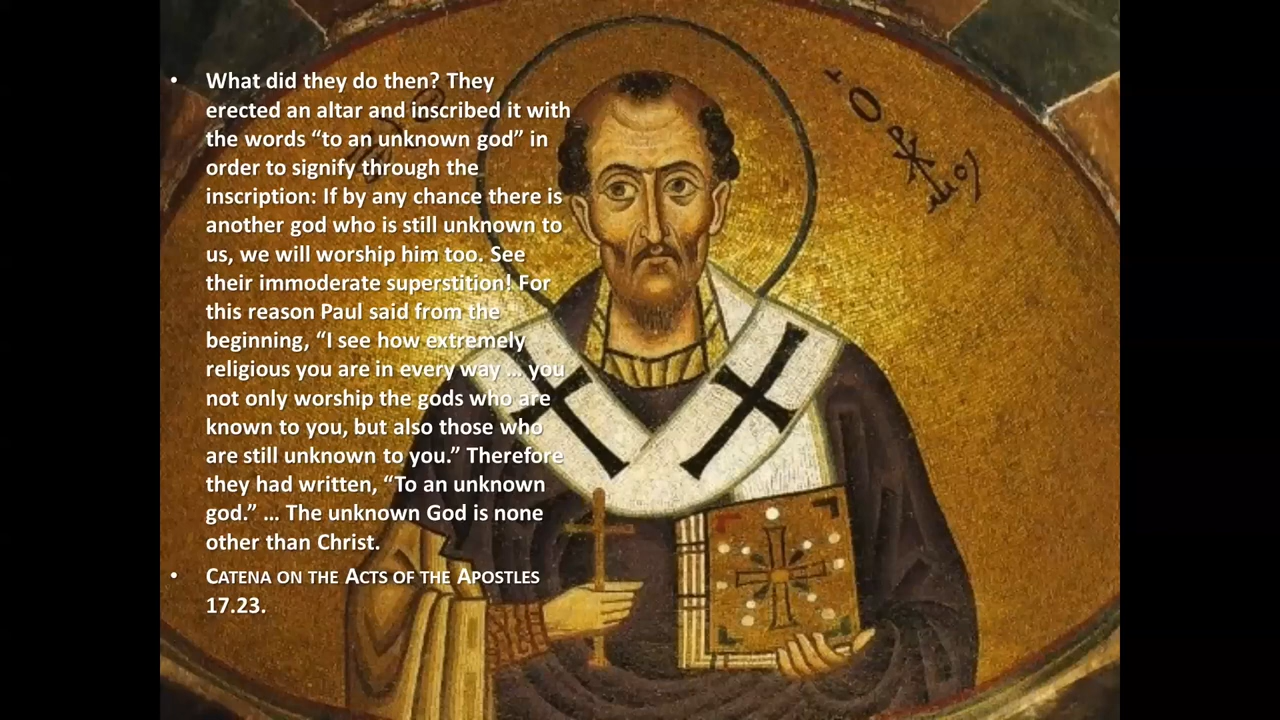 • What did they do then? They
erected an altar and inscribed it with
the words “to an unknown god” in
order to signify through the
inscription: If by any chance there is
another god who is still unknown to
us, we will worship him too. See
their immoderate superstition! For
this reason Paul said from the
beginning, “I see how extremely
religious you are in every way … you
not only worship the gods who are
known to you, but also those who
are still unknown to you.” Therefore
they had written, “To an unknown
god.” … The unknown God is none
other than Christ.
• CATENA ON THE ACTS OF THE APOSTLES
17.23.